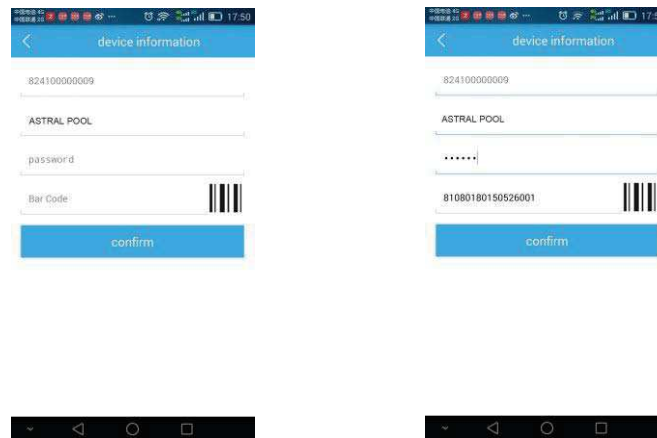 17:50
device information
824100000009
ASTRAL POOL
password
Bar Code
confirm
device information
824100000009
ASTRAL POOL
••••••
81080180150526001
confirm